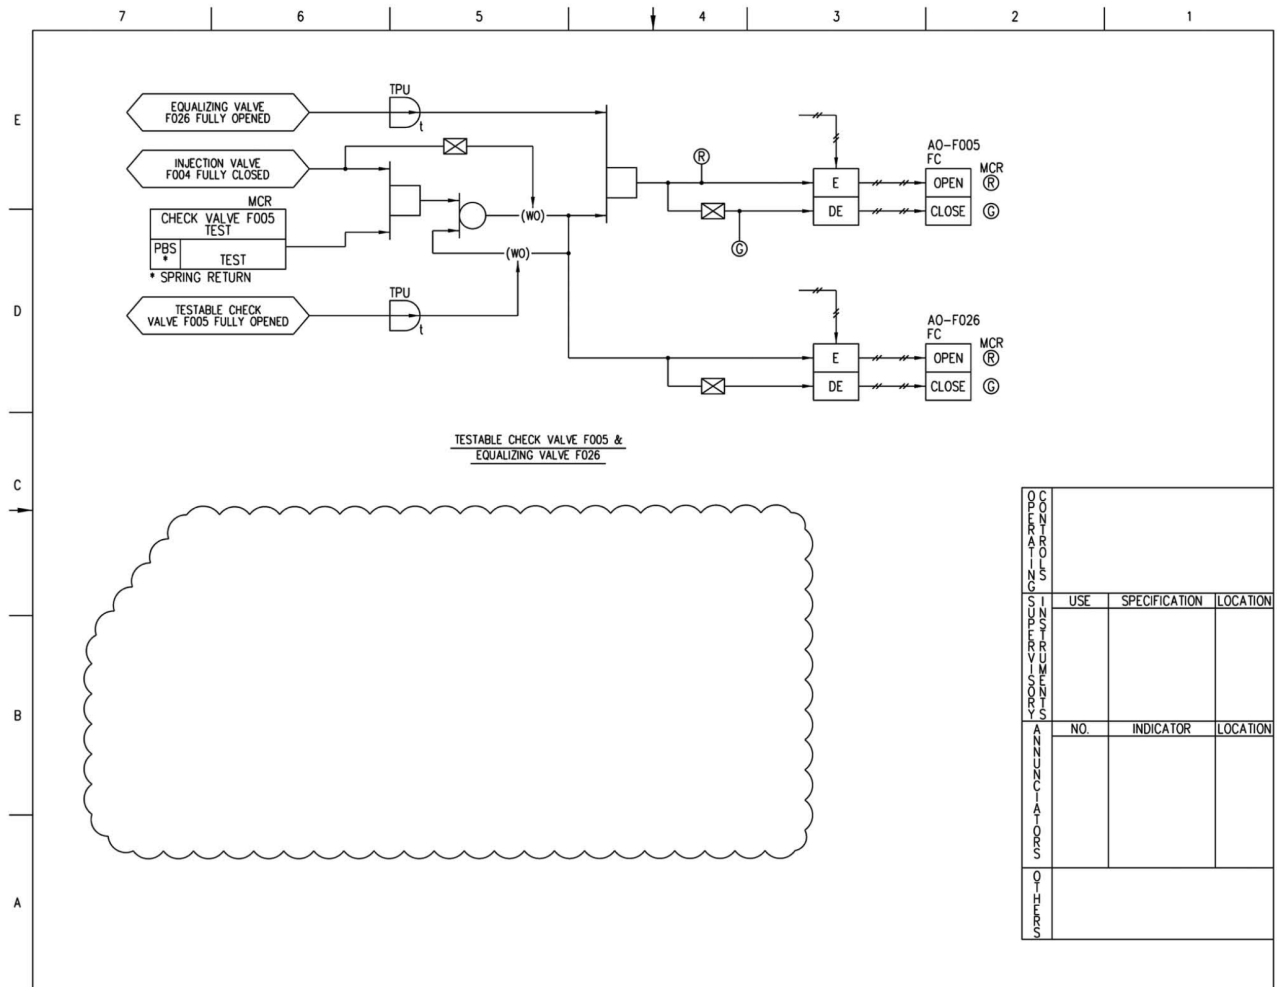 7 6 5 4 3 2 1
E
D
C
B
A
EQUALIZING VALVE
F026 FULLY OPENED
TPU
t
INJECTION VALVE
F004 FULLY CLOSED
MCR
CHECK VALVE F005
TEST
PBS
*
TEST
* SPRING RETURN
TESTABLE CHECK
VALVE F005 FULLY OPENED
TPU
t
(WO)
(WO)
R
G
AO-F005
FC
MCR
E
OPEN
R
DE
CLOSE
G
AO-F026
FC
MCR
E
OPEN
R
DE
CLOSE
G
TESTABLE CHECK VALVE F005 &
EQUALIZING VALVE F026
OPERATING
CONTROLS
SUPERVISORY
INSTRUMENTS
USE SPECIFICATION LOCATION
ANNUNCIATORS
NO. INDICATOR LOCATION
OTHERS